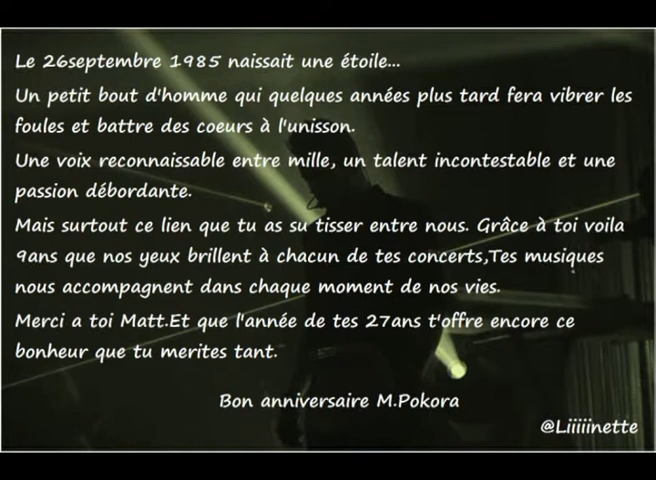 Le 26septembre 1985 naissait une étoile...
Un petit bout d'homme qui quelques années plus tard fera vibrer les
foules et battre des coeurs à l'unisson.
Une voix reconnaissable entre mille, un talent incontestable et une
passion débordante.
Mais surtout ce lien que tu as su tisser entre nous. Grâce à toi voila
9ans que nos yeux brillent à chacun de tes concerts,Tes musiques
nous accompagnent dans chaque moment de nos vies.
Merci a toi Matt.Et que l'année de tes 27ans t'offre encore ce
bonheur que tu merites tant.
Bon anniversaire M.Pokora
@Liiiiinette